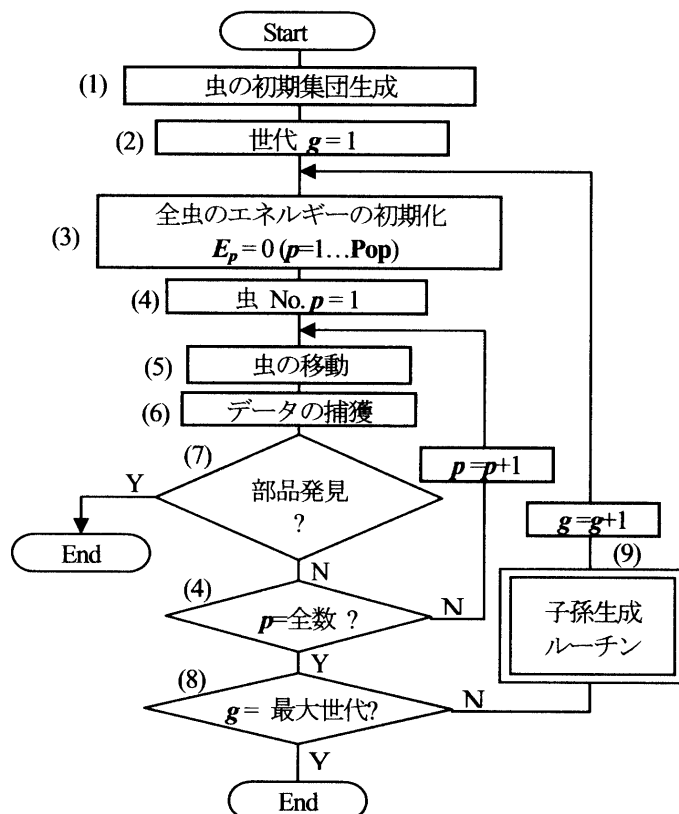 Start
(1)
虫の初期集団生成
(2)
世代 g = 1
(3)
全虫のエネルギーの初期化
Ep = 0 (p=1…Pop)
(4)
虫 No. p = 1
(5)
虫の移動
(6)
データの捕獲
(7)
部品発見
?
Y
End
N
p=p+1
(4)
p=全数 ?
N
Y
g=g+1
(9)
子孫生成
ルーチン
(8)
g = 最大世代?
N
Y
End